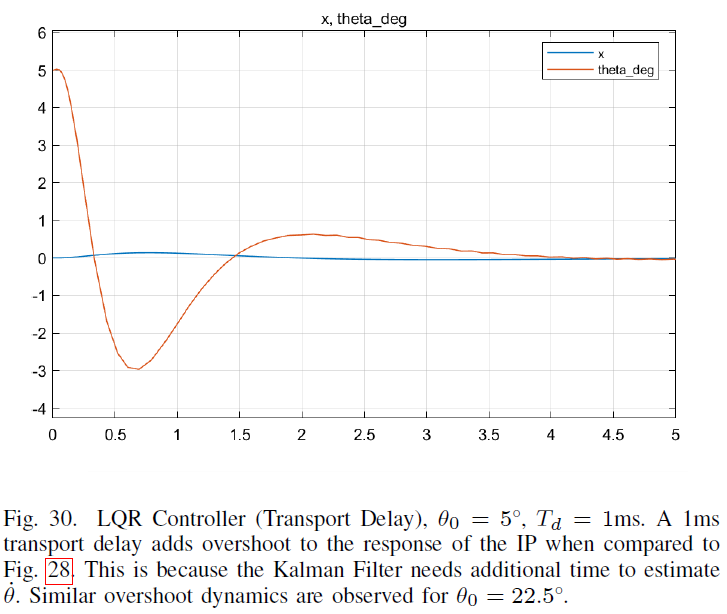 x, theta_deg
x
theta_deg
6
5
4
3
2
1
0
-1
-2
-3
-4
0 0.5 1 1.5 2 2.5 3 3.5 4 4.5 5
Fig. 30. LQR Controller (Transport Delay), θ₀ = 5°, T_d = 1ms. A 1ms
transport delay adds overshoot to the response of the IP when compared to
Fig. 28. This is because the Kalman Filter needs additional time to estimate
θ̇. Similar overshoot dynamics are observed for θ₀ = 22.5°.